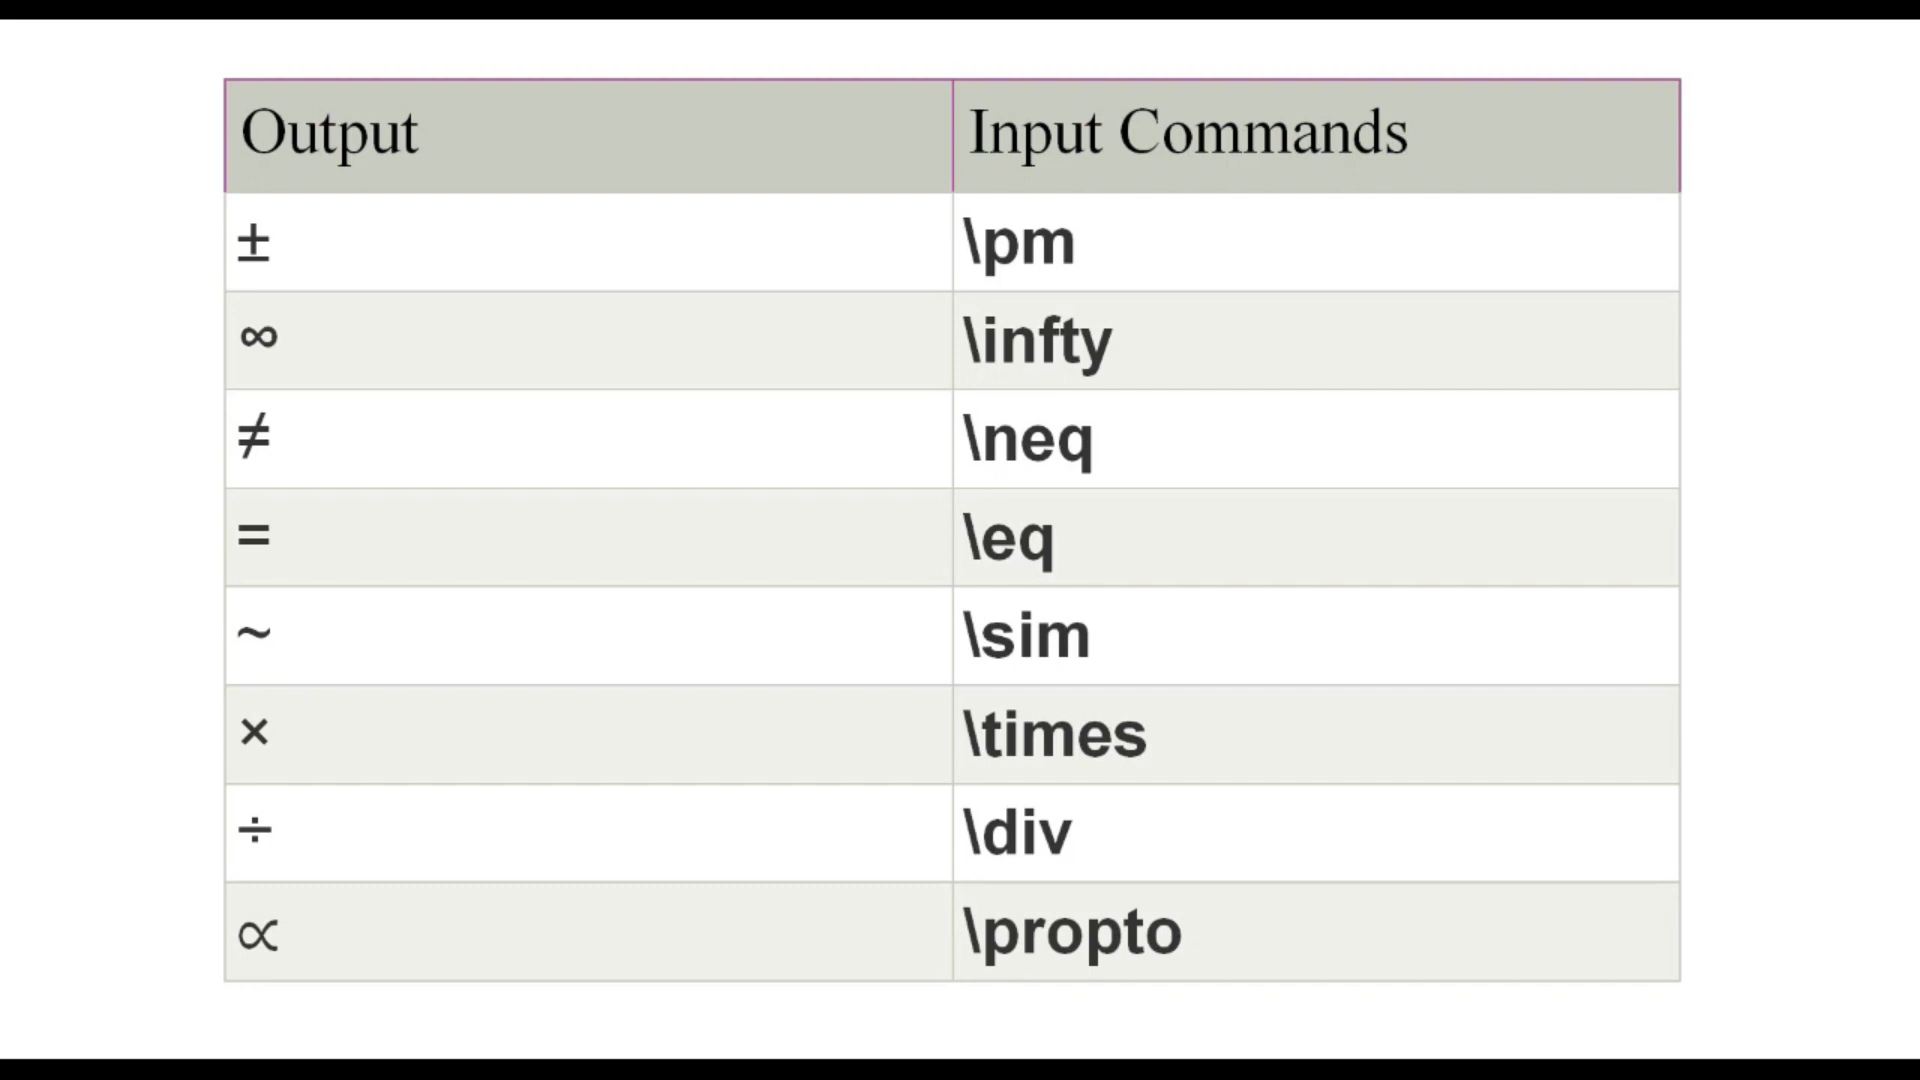 Output Input Commands
± \pm
∞ \infty
≠ \neq
= \eq
~ \sim
× \times
÷ \div
∝ \propto